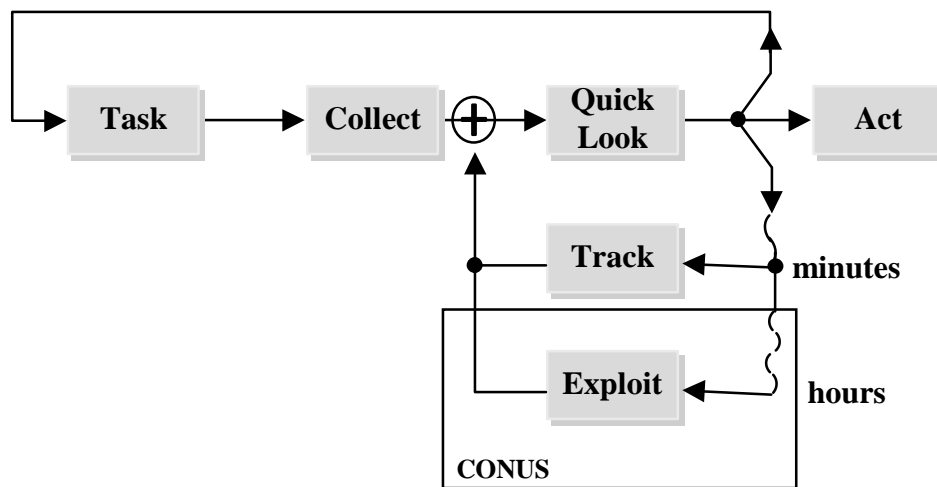 Task
Collect
Quick
Look
Act
Track
minutes
Exploit
hours
CONUS